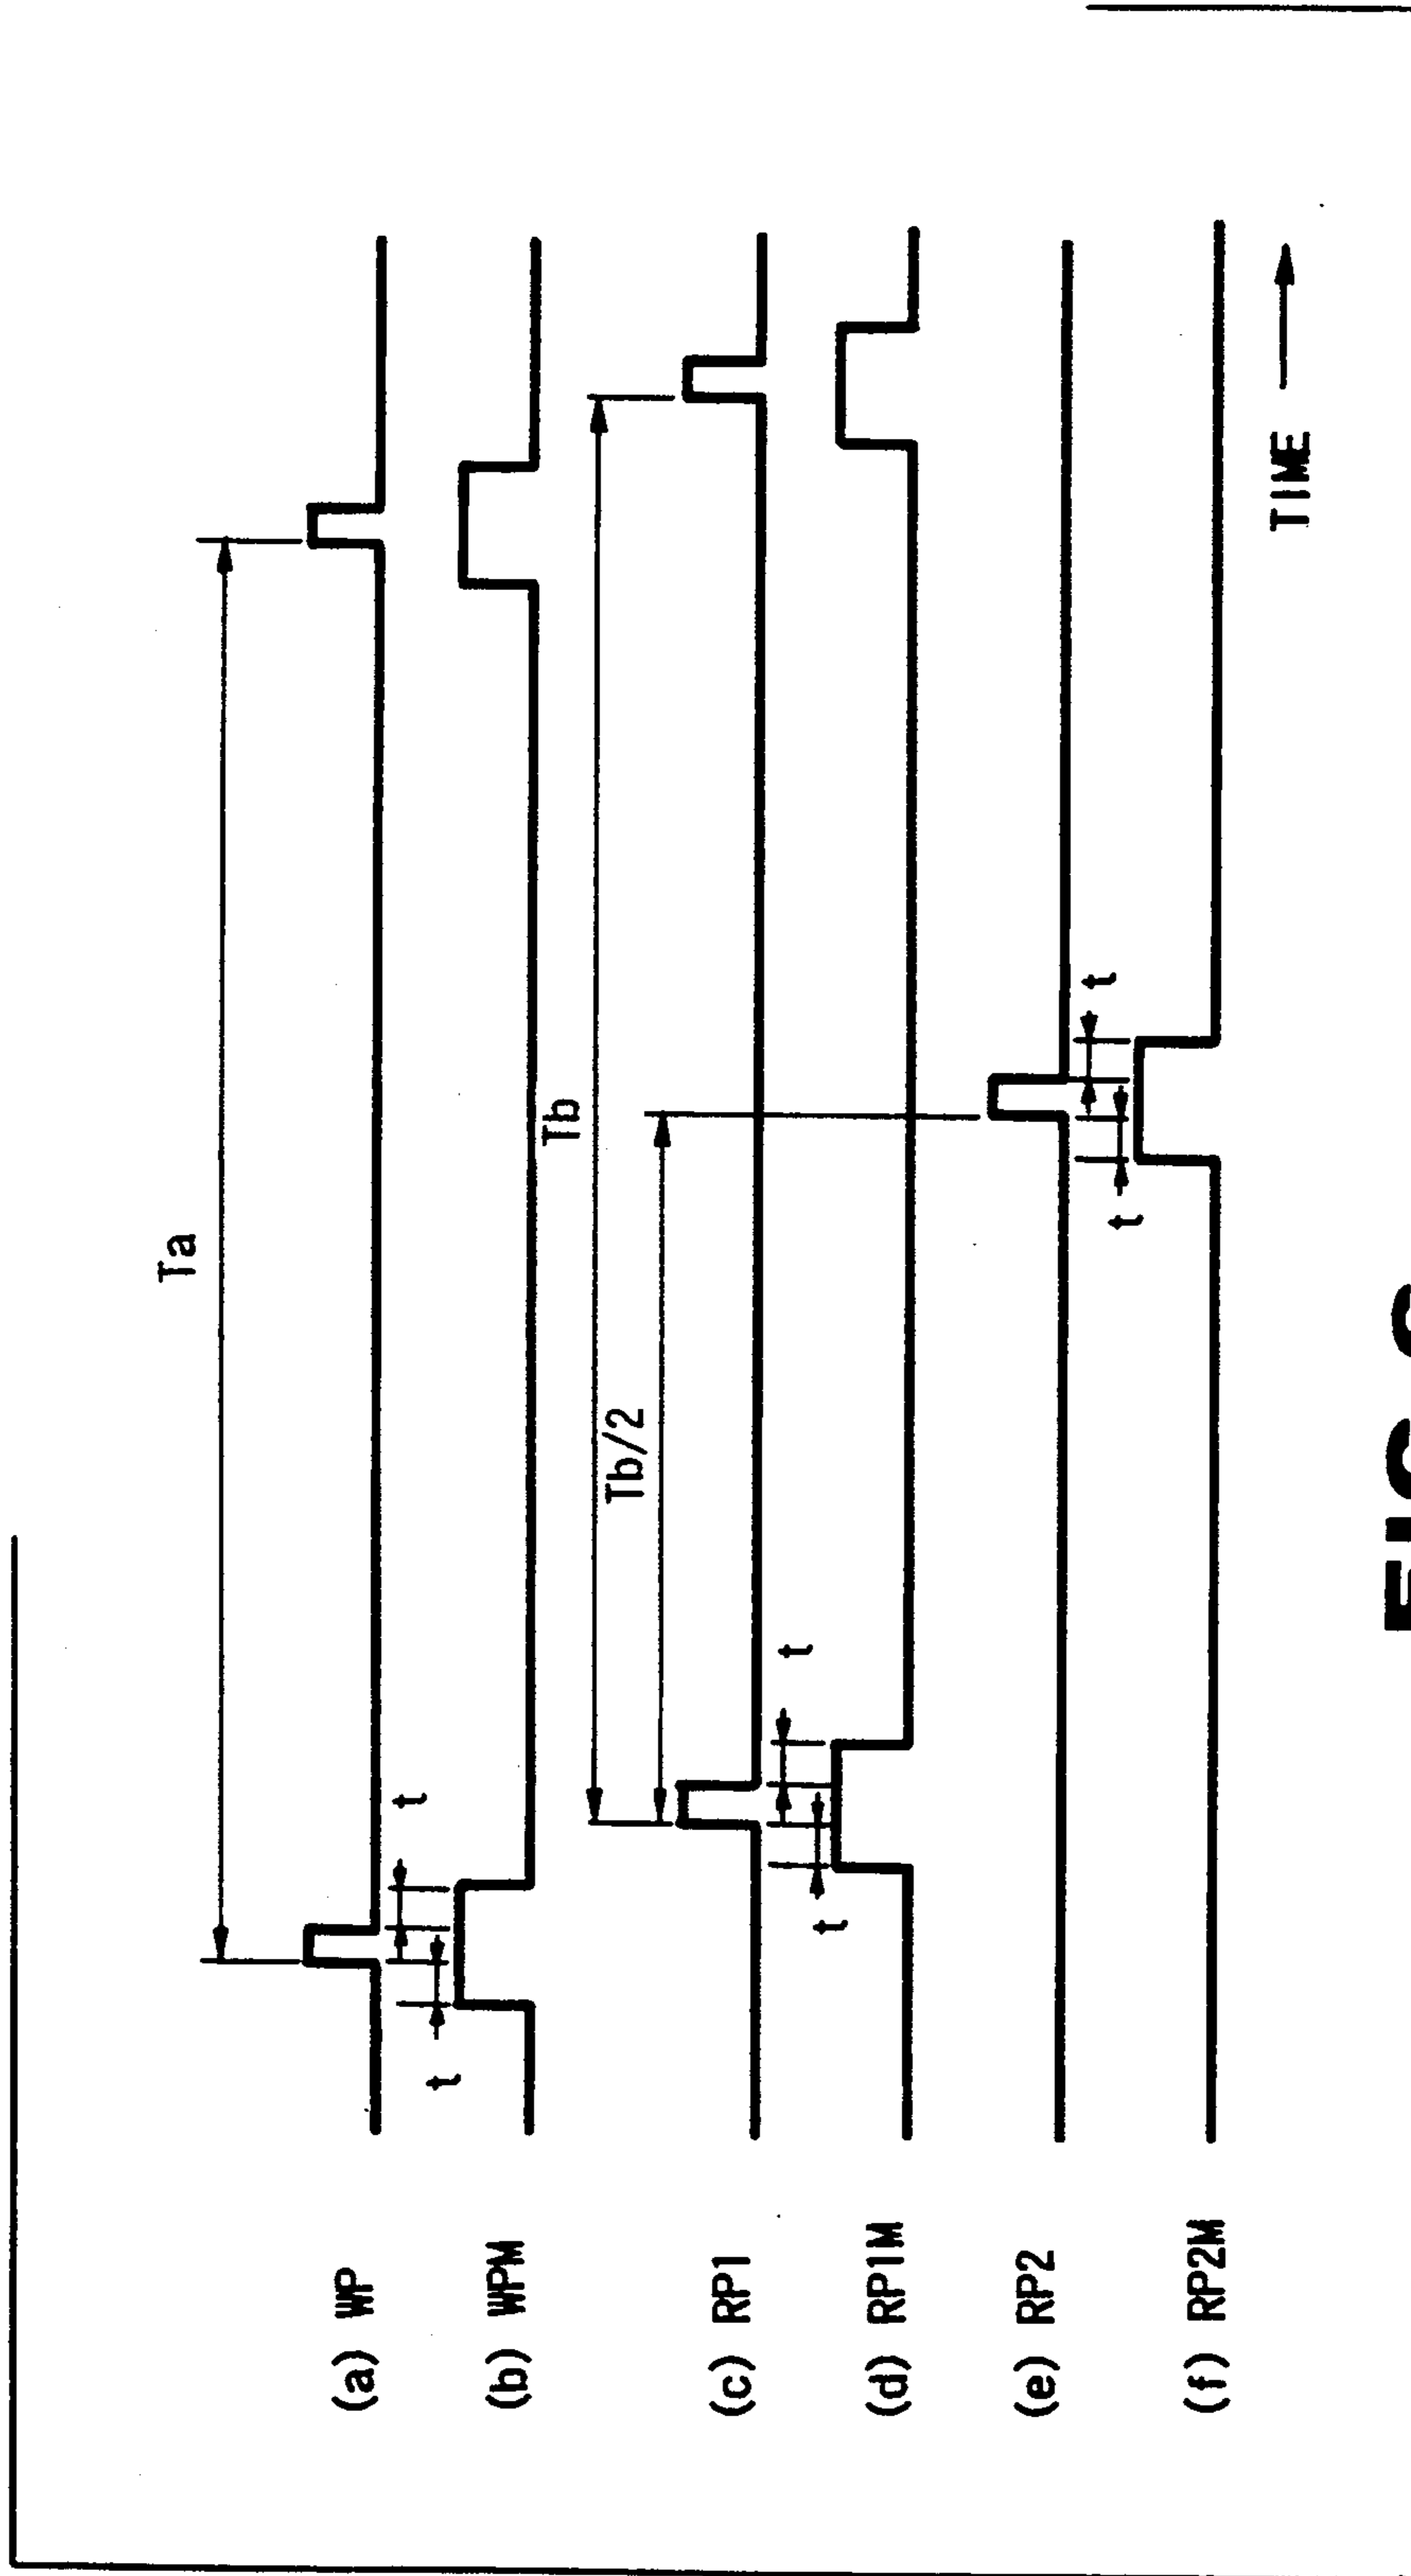 Ta
(a) WP
t
t
(b) WPM
Tb
Tb/2
(c) RP1
t
t
(d) RP1M
(e) RP2
t
t
(f) RP2M
TIME